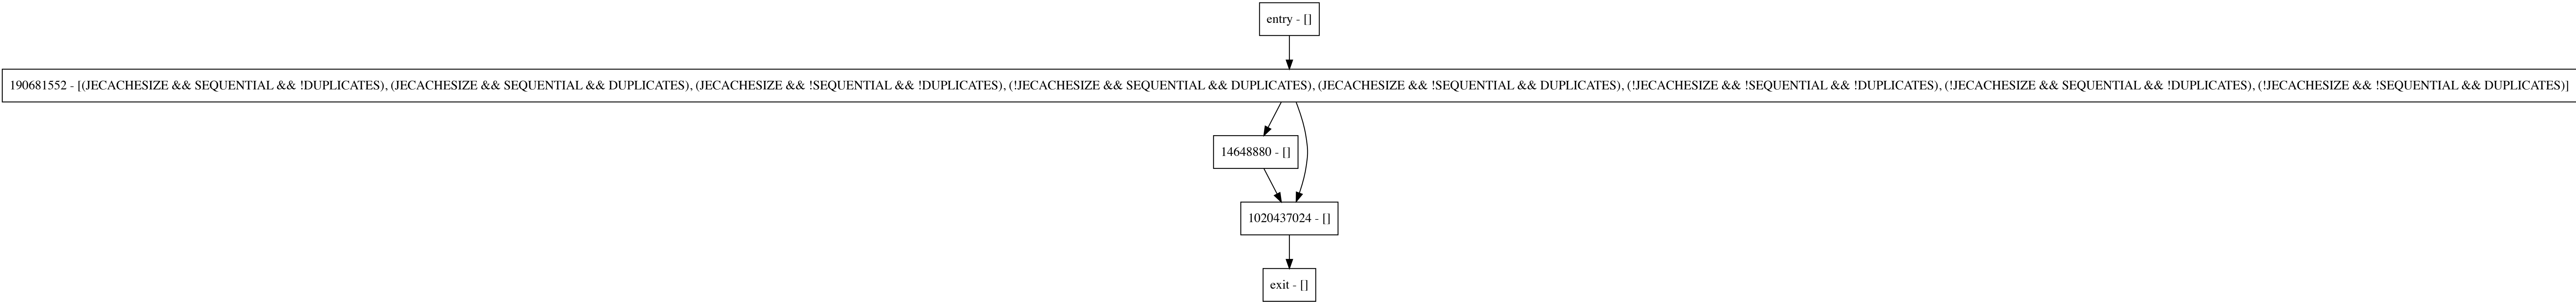 entry - []
190681552 - [(JECACHESIZE && SEQUENTIAL && !DUPLICATES), (JECACHESIZE && SEQUENTIAL && DUPLICATES), (JECACHESIZE && !SEQUENTIAL && !DUPLICATES), (!JECACHESIZE && SEQUENTIAL && DUPLICATES), (JECACHESIZE && !SEQUENTIAL && DUPLICATES), (!JECACHESIZE && !SEQUENTIAL && !DUPLICATES), (!JECACHESIZE && SEQUENTIAL && !DUPLICATES), (!JECACHESIZE && !SEQUENTIAL && DUPLICATES)]
14648880 - []
1020437024 - []
exit - []